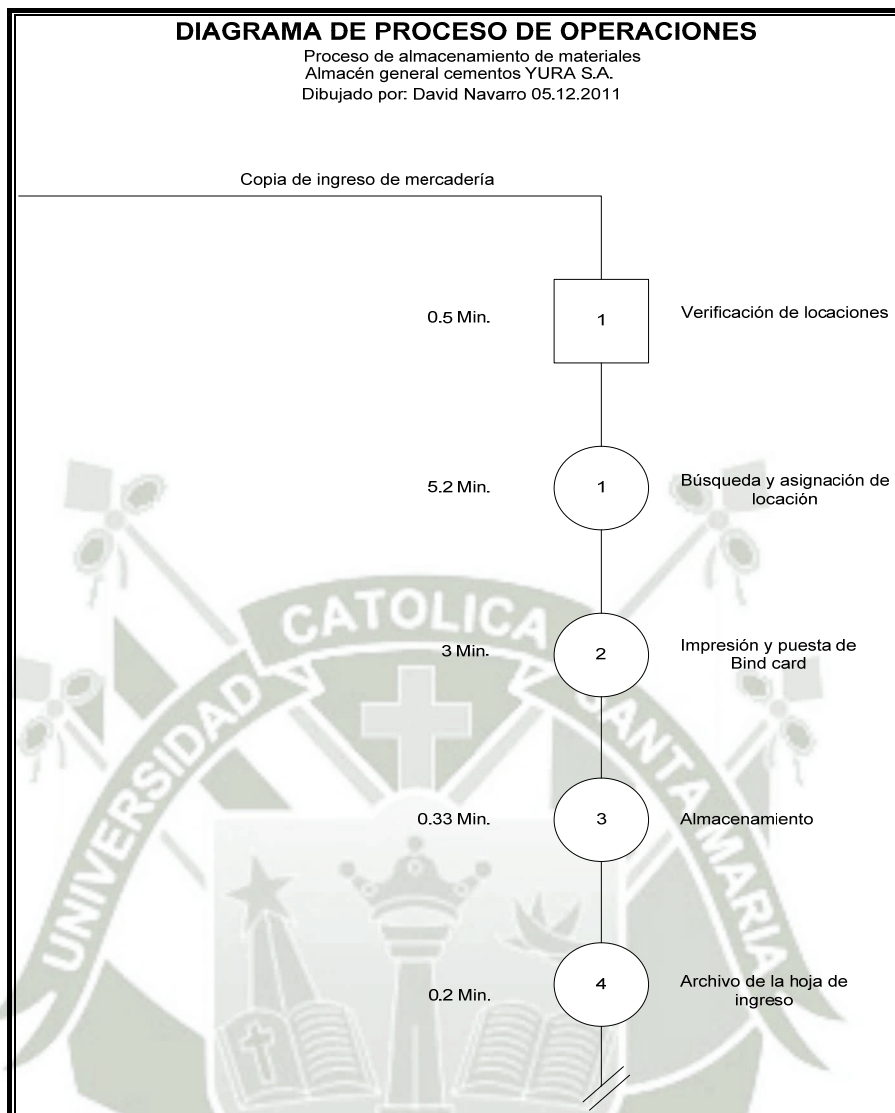 DIAGRAMA DE PROCESO DE OPERACIONES
Proceso de almacenamiento de materiales
Almacén general cementos YURA S.A.
Dibujado por: David Navarro 05.12.2011
Copia de ingreso de mercadería
0.5 Min.
1
Verificación de locaciones
5.2 Min.
1
Búsqueda y asignación de
locación
3 Min.
2
Impresión y puesta de
Bind card
0.33 Min.
3
Almacenamiento
0.2 Min.
4
Archivo de la hoja de
ingreso
UNIVERSIDAD CATOLICA SANTA MARIA